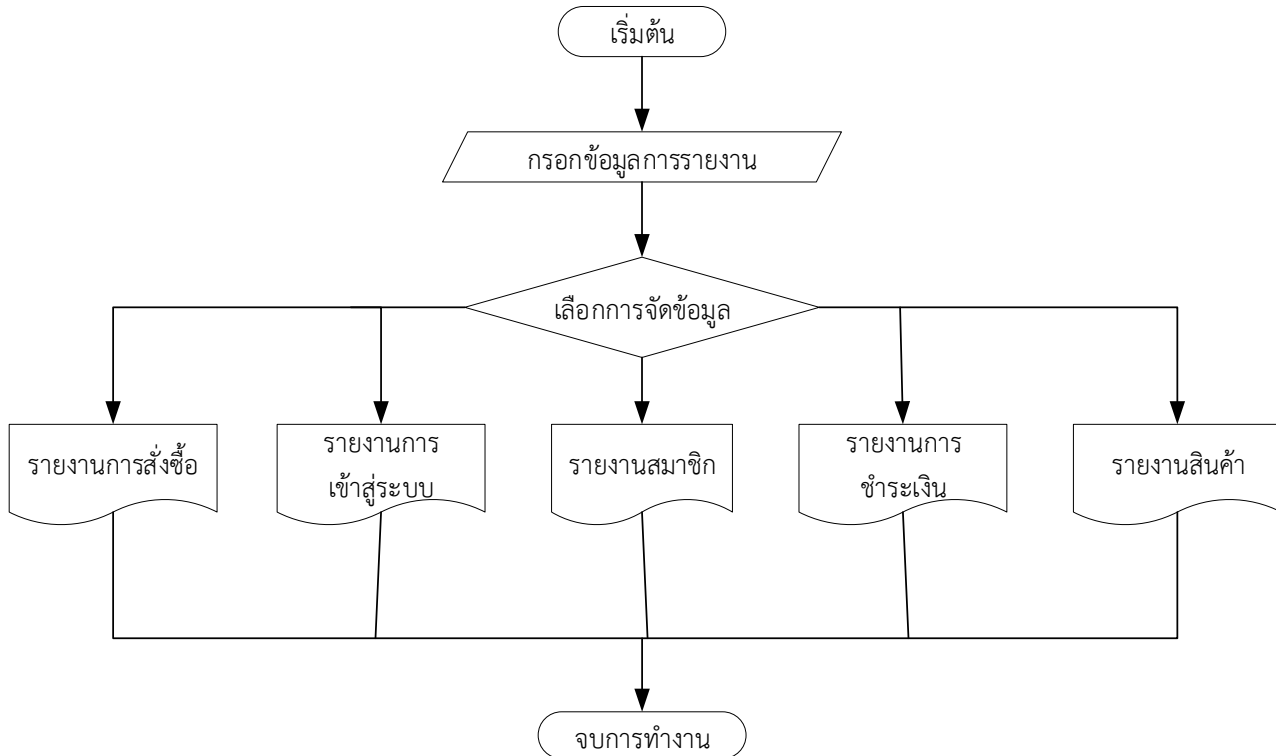 เริ่มต้น
กรอกข้อมูลการรายงาน
เลือกการจัดข้อมูล
รายงานการสั่งซื้อ
รายงานการ
เข้าสู่ระบบ
รายงานสมาชิก
รายงานการ
ชำระเงิน
รายงานสินค้า
จบการทำงาน